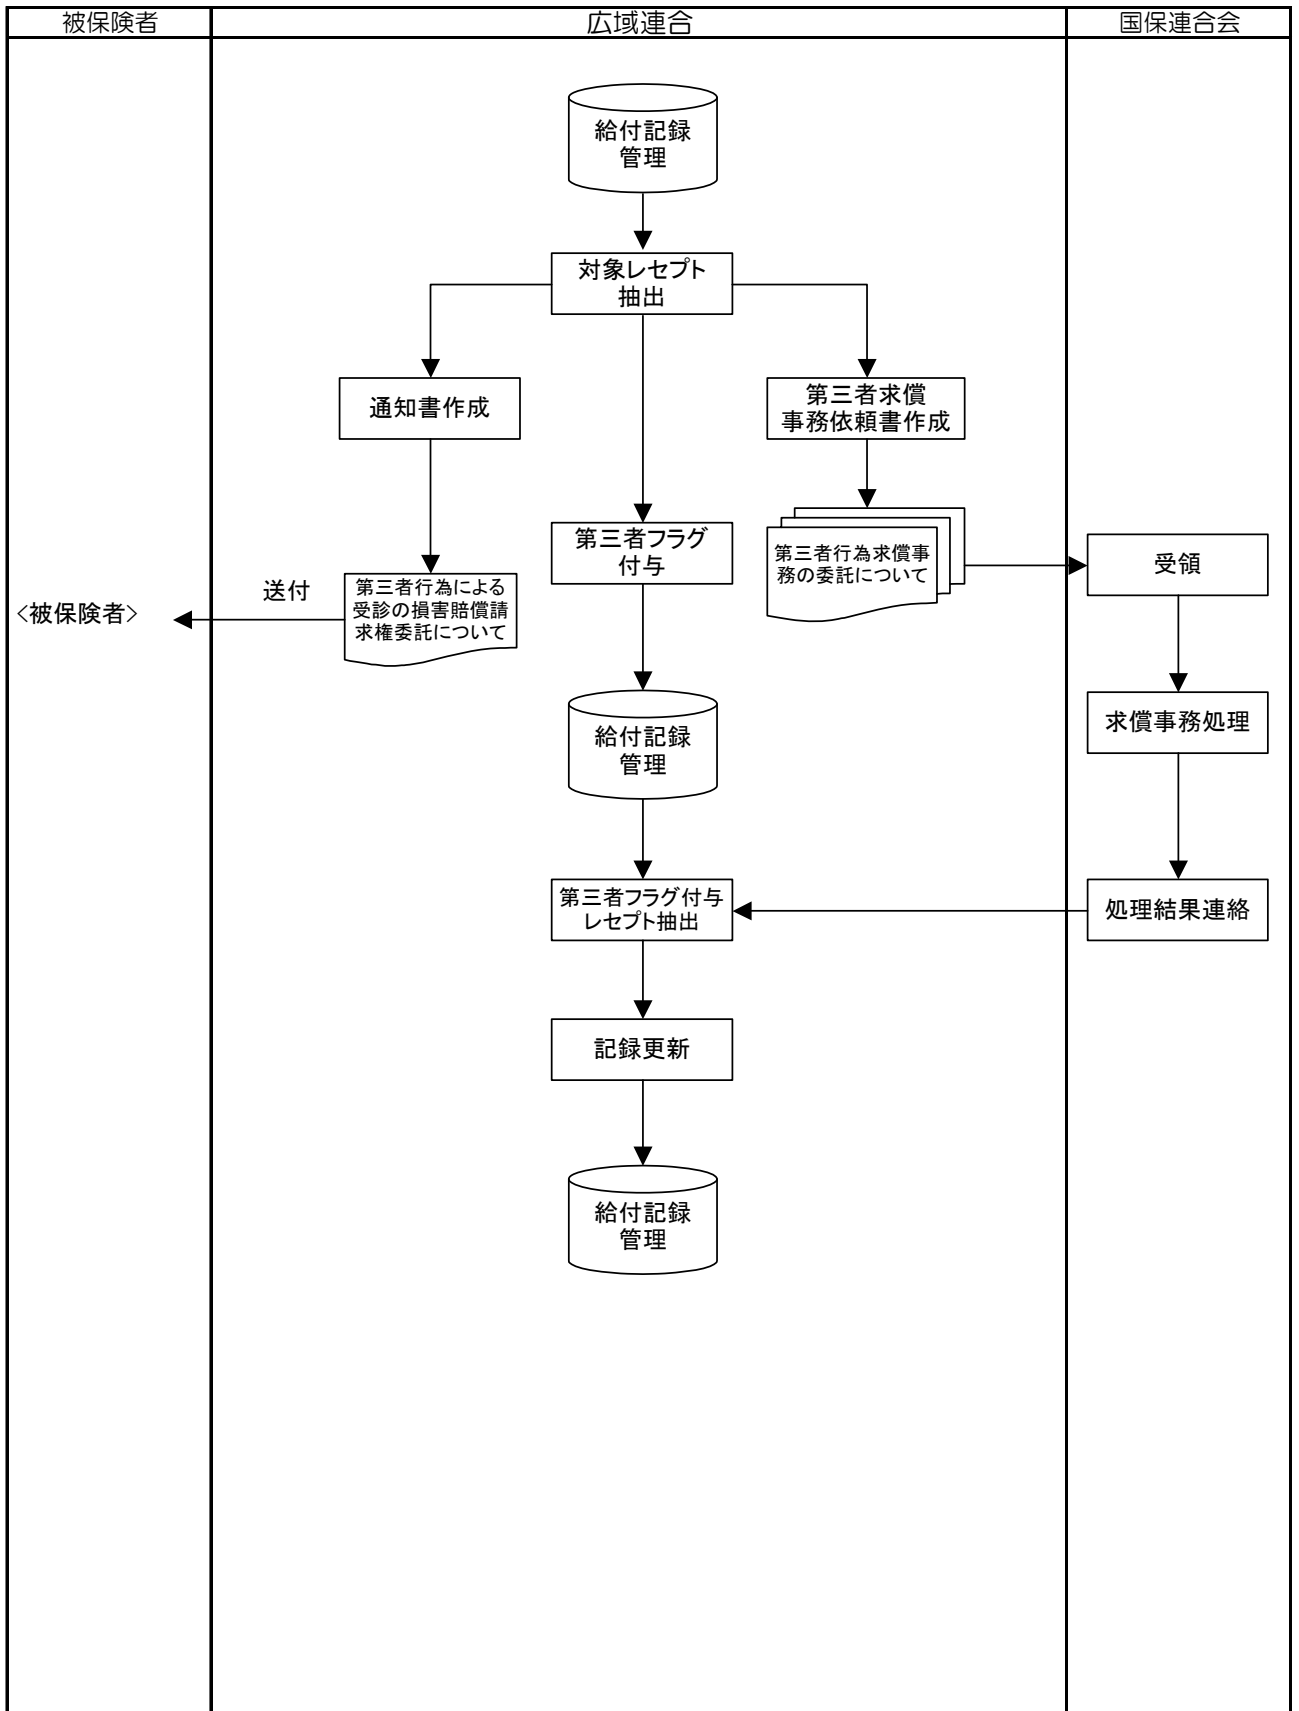 被保険者
広域連合
国保連合会
給付記録
管理
対象レセプト
抽出
通知書作成
第三者求償
事務依頼書作成
第三者フラグ
付与
第三者行為求償事
務の委託について
受領
送付
<被保険者>
第三者行為による
受診の損害賠償請
求権委託について
給付記録
管理
求償事務処理
第三者フラグ付与
レセプト抽出
処理結果連絡
記録更新
給付記録
管理